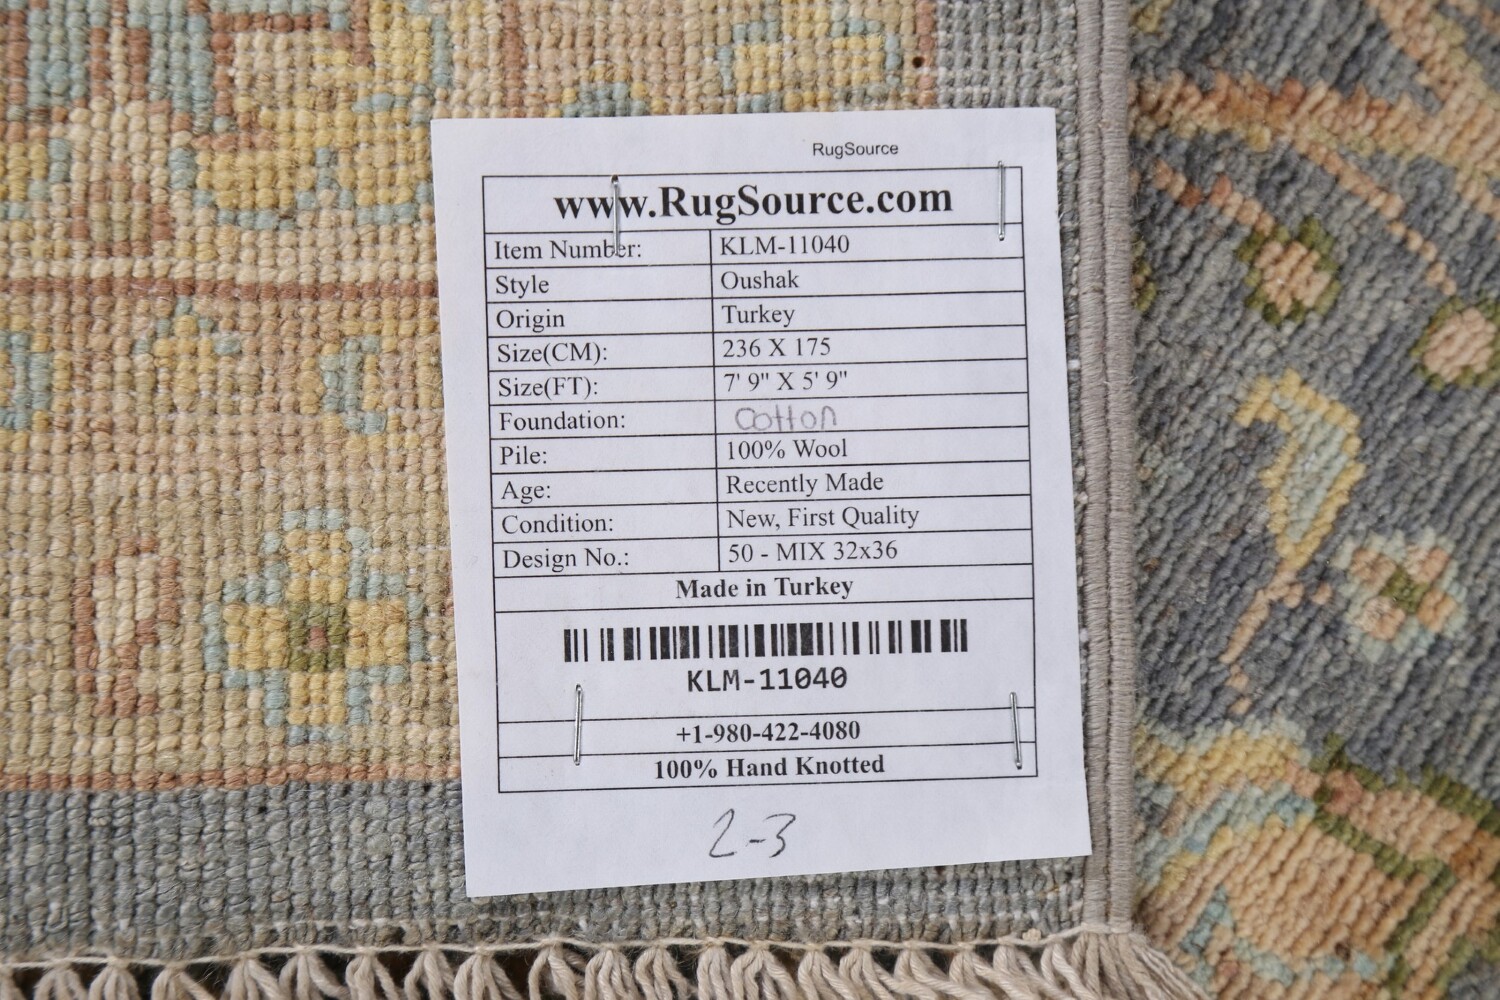 RugSource
www.RugSource.com
Item Number: KLM-11040
Style Oushak
Origin Turkey
Size(CM): 236 X 175
Size(FT): 7' 9" X 5' 9"
Foundation: Cotton
Pile: 100% Wool
Age: Recently Made
Condition: New, First Quality
Design No.: 50 - MIX 32x36
Made in Turkey
KLM-11040
+1-980-422-4080
100% Hand Knotted
2-3